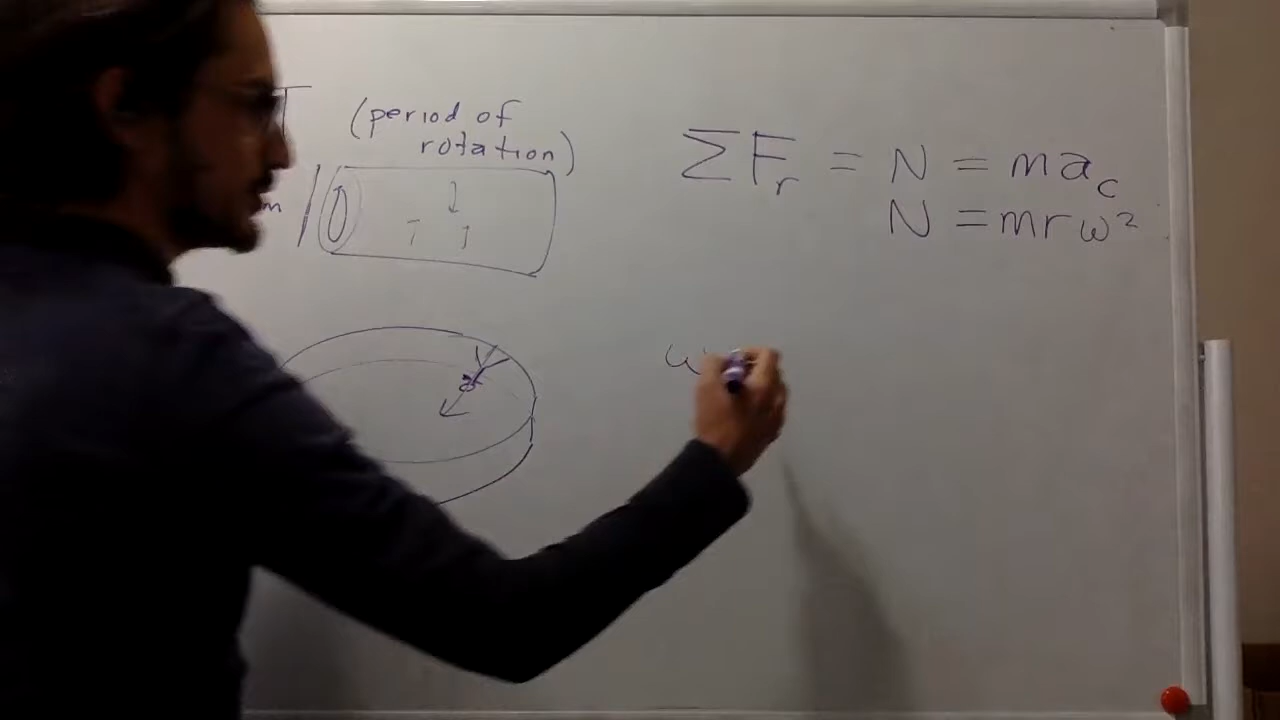 T (period of
rotation)
m
ΣF_r = N = ma_c
N = mrω²
ω